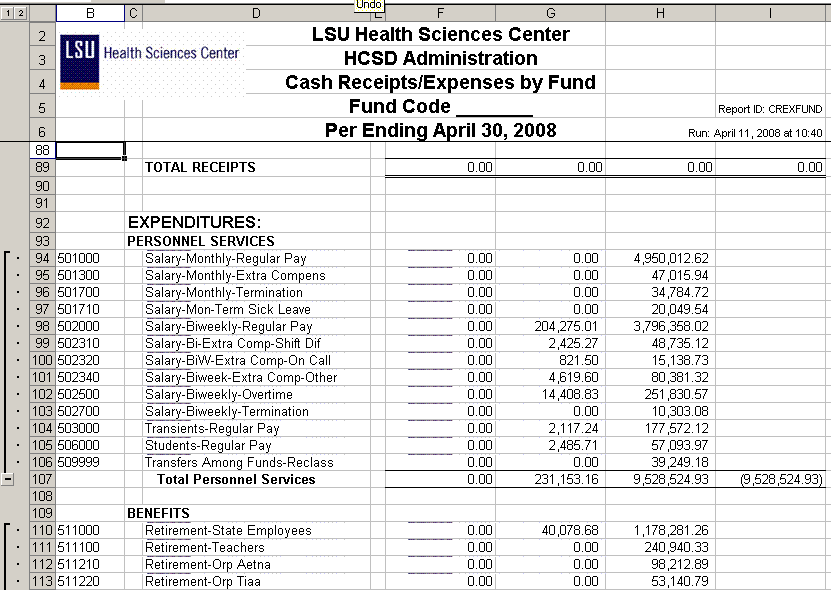 Undo
1 2 B C D E F G H I
2 LSU Health Sciences Center LSU Health Sciences Center
3 HCSD Administration
4 Cash Receipts/Expenses by Fund
5 Fund Code _______ Report ID: CREXFUND
6 Per Ending April 30, 2008 Run: April 11, 2008 at 10:40
88
89 TOTAL RECEIPTS 0.00 0.00 0.00 0.00
90
91
92 EXPENDITURES:
93 PERSONNEL SERVICES
94 501000 Salary-Monthly-Regular Pay 0.00 0.00 4,950,012.62
95 501300 Salary-Monthly-Extra Compens 0.00 0.00 47,015.94
96 501700 Salary-Monthly-Termination 0.00 0.00 34,784.72
97 501710 Salary-Mon-Term Sick Leave 0.00 0.00 20,049.54
98 502000 Salary-Biweekly-Regular Pay 0.00 204,275.01 3,796,358.02
99 502310 Salary-Bi-Extra Comp-Shift Dif 0.00 2,425.27 48,735.12
100 502320 Salary-BiW-Extra Comp-On Call 0.00 821.50 15,138.73
101 502340 Salary-Biweek-Extra Comp-Other 0.00 4,619.60 80,381.32
102 502500 Salary-Biweekly-Overtime 0.00 14,408.83 251,830.57
103 502700 Salary-Biweekly-Termination 0.00 0.00 10,303.08
104 503000 Transients-Regular Pay 0.00 2,117.24 177,572.12
105 506000 Students-Regular Pay 0.00 2,485.71 57,093.97
106 509999 Transfers Among Funds-Reclass 0.00 0.00 39,249.18
107 Total Personnel Services 0.00 231,153.16 9,528,524.93 (9,528,524.93)
108
109 BENEFITS
110 511000 Retirement-State Employees 0.00 40,078.68 1,178,281.26
111 511100 Retirement-Teachers 0.00 0.00 240,940.33
112 511210 Retirement-Orp Aetna 0.00 0.00 98,212.89
113 511220 Retirement-Orp Tiaa 0.00 0.00 53,140.79